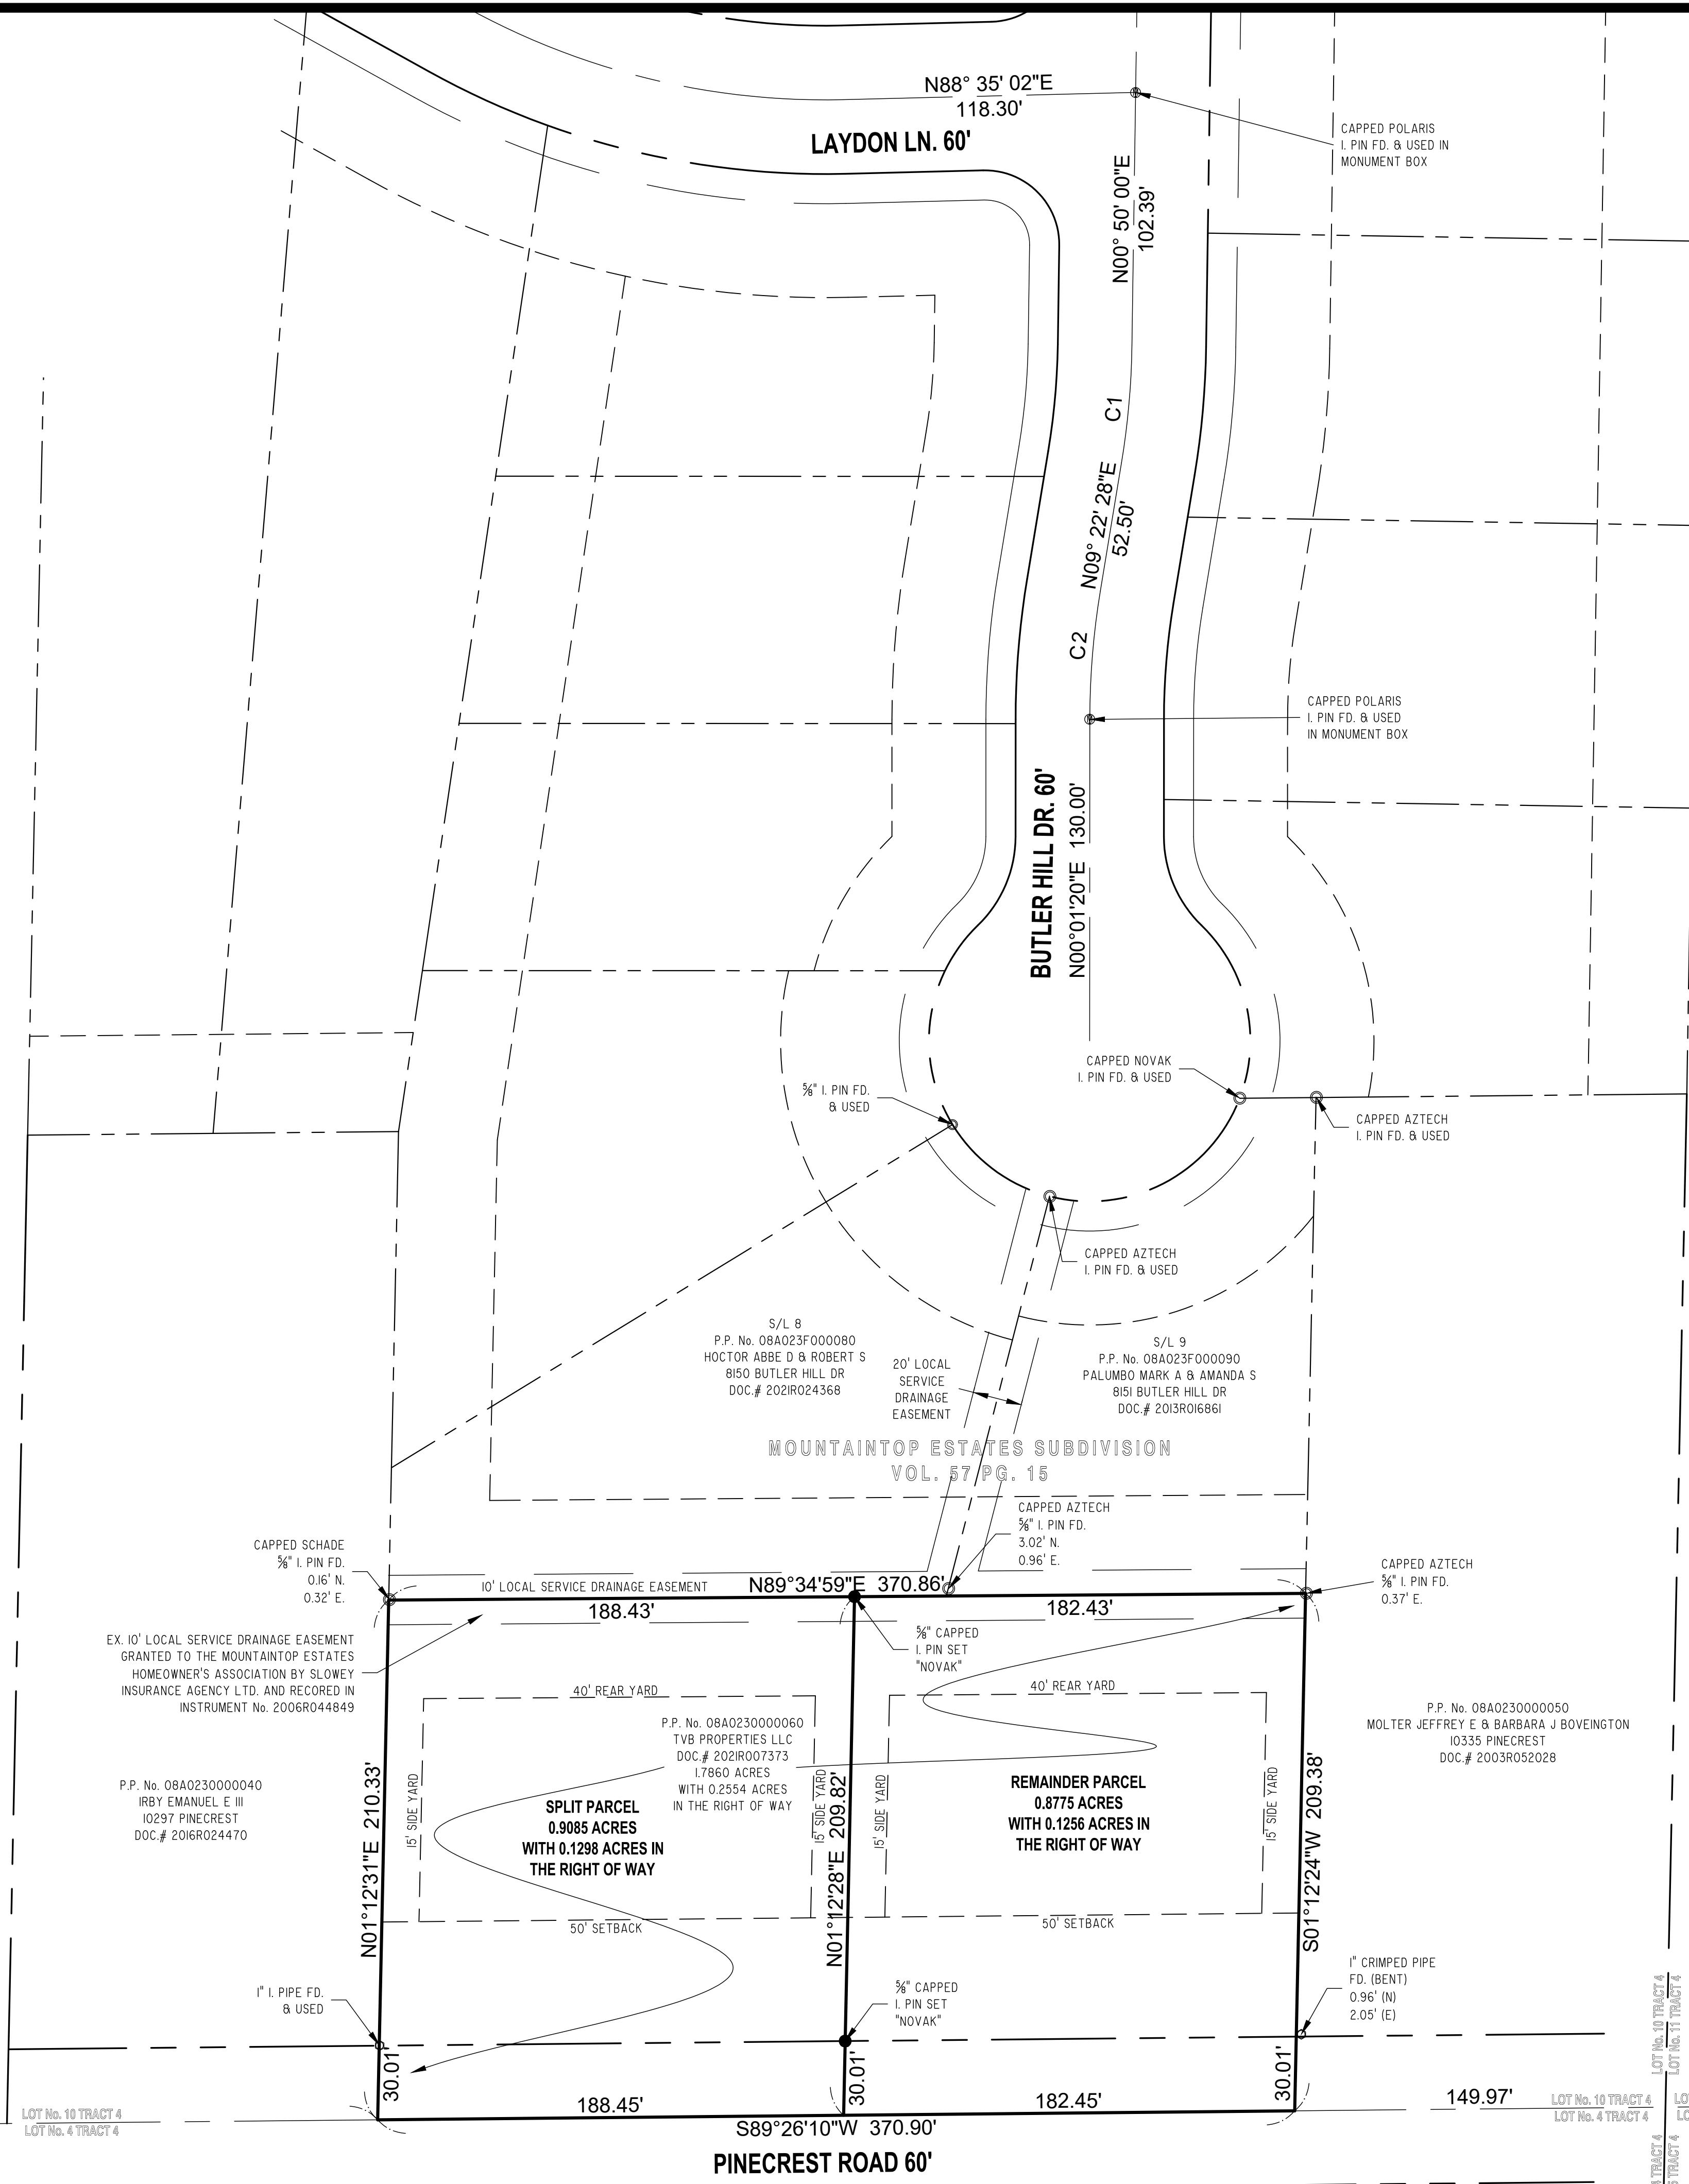 N88° 35' 02"E
118.30'
LAYDON LN. 60'
CAPPED POLARIS
I. PIN FD. & USED IN
MONUMENT BOX
N00° 50' 00"E
102.39'
C1
N09° 22' 28"E
52.50'
C2
CAPPED POLARIS
I. PIN FD. & USED
IN MONUMENT BOX
BUTLER HILL DR. 60'
N00°01'20"E 130.00'
CAPPED NOVAK
I. PIN FD. & USED
⅝" I. PIN FD.
& USED
CAPPED AZTECH
I. PIN FD. & USED
CAPPED AZTECH
I. PIN FD. & USED
S/L 8
P.P. No. 08A023F000080
HOCTOR ABBE D & ROBERT S
8150 BUTLER HILL DR
DOC.# 2021R024368
20' LOCAL
SERVICE
DRAINAGE
EASEMENT
S/L 9
P.P. No. 08A023F000090
PALUMBO MARK A & AMANDA S
8151 BUTLER HILL DR
DOC.# 2013R016861
MOUNTAINTOP ESTATES SUBDIVISION
VOL. 57 PG. 15
CAPPED AZTECH
⅝" I. PIN FD.
3.02' N.
0.96' E.
CAPPED SCHADE
⅝" I. PIN FD.
0.16' N.
0.32' E.
CAPPED AZTECH
⅝" I. PIN FD.
0.37' E.
10' LOCAL SERVICE DRAINAGE EASEMENT
N89°34'59"E 370.86'
188.43'
182.43'
⅝" CAPPED
I. PIN SET
"NOVAK"
EX. 10' LOCAL SERVICE DRAINAGE EASEMENT
GRANTED TO THE MOUNTAINTOP ESTATES
HOMEOWNER'S ASSOCIATION BY SLOWEY
INSURANCE AGENCY LTD. AND RECORED IN
INSTRUMENT No. 2006R044849
40' REAR YARD
40' REAR YARD
P.P. No. 08A0230000060
TVB PROPERTIES LLC
DOC.# 2021R007373
1.7860 ACRES
WITH 0.2554 ACRES
IN THE RIGHT OF WAY
P.P. No. 08A0230000050
MOLTER JEFFREY E & BARBARA J BOVEINGTON
10335 PINECREST
DOC.# 2003R052028
P.P. No. 08A0230000040
IRBY EMANUEL E III
10297 PINECREST
DOC.# 2016R024470
N01°12'31"E 210.33'
15' SIDE YARD
SPLIT PARCEL
0.9085 ACRES
WITH 0.1298 ACRES IN
THE RIGHT OF WAY
15' SIDE YARD
N01°12'28"E 209.82'
15' SIDE YARD
REMAINDER PARCEL
0.8775 ACRES
WITH 0.1256 ACRES IN
THE RIGHT OF WAY
15' SIDE YARD
S01°12'24"W 209.38'
50' SETBACK
50' SETBACK
1" I. PIPE FD.
& USED
⅝" CAPPED
I. PIN SET
"NOVAK"
1" CRIMPED PIPE
FD. (BENT)
0.96' (N)
2.05' (E)
30.01'
30.01'
30.01'
188.45'
182.45'
149.97'
S89°26'10"W 370.90'
PINECREST ROAD 60'
LOT No. 10 TRACT 4
LOT No. 4 TRACT 4
LOT No. 10 TRACT 4
LOT No. 4 TRACT 4
LOT No. 10 TRACT 4
LOT No. 11 TRACT 4